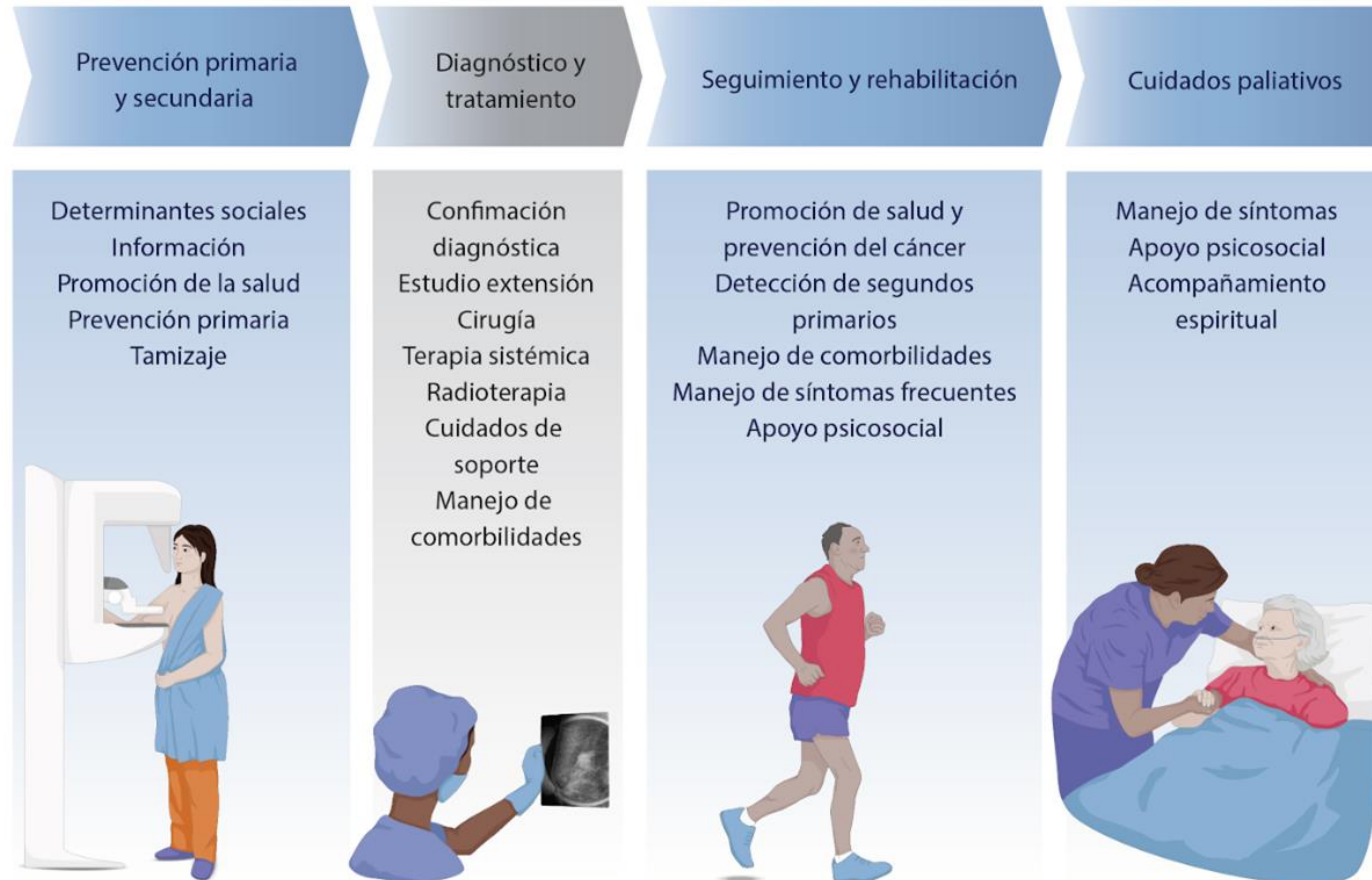 Prevención primaria
y secundaria
Diagnóstico y
tratamiento
Seguimiento y rehabilitación
Cuidados paliativos
Determinantes sociales
Información
Promoción de la salud
Prevención primaria
Tamizaje
Confimación
diagnóstica
Estudio extensión
Cirugía
Terapia sistémica
Radioterapia
Cuidados de
soporte
Manejo de
comorbilidades
Promoción de salud y
prevención del cáncer
Detección de segundos
primarios
Manejo de comorbilidades
Manejo de síntomas frecuentes
Apoyo psicosocial
Manejo de síntomas
Apoyo psicosocial
Acompañamiento
espiritual